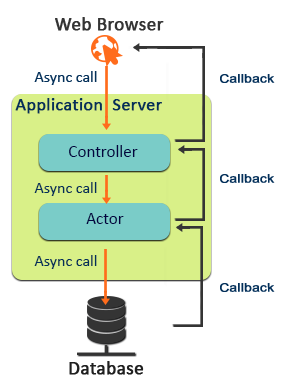 Web Browser
Async call
Callback
Application Server
Controller
Async call
Callback
Actor
Async call
Callback
Database